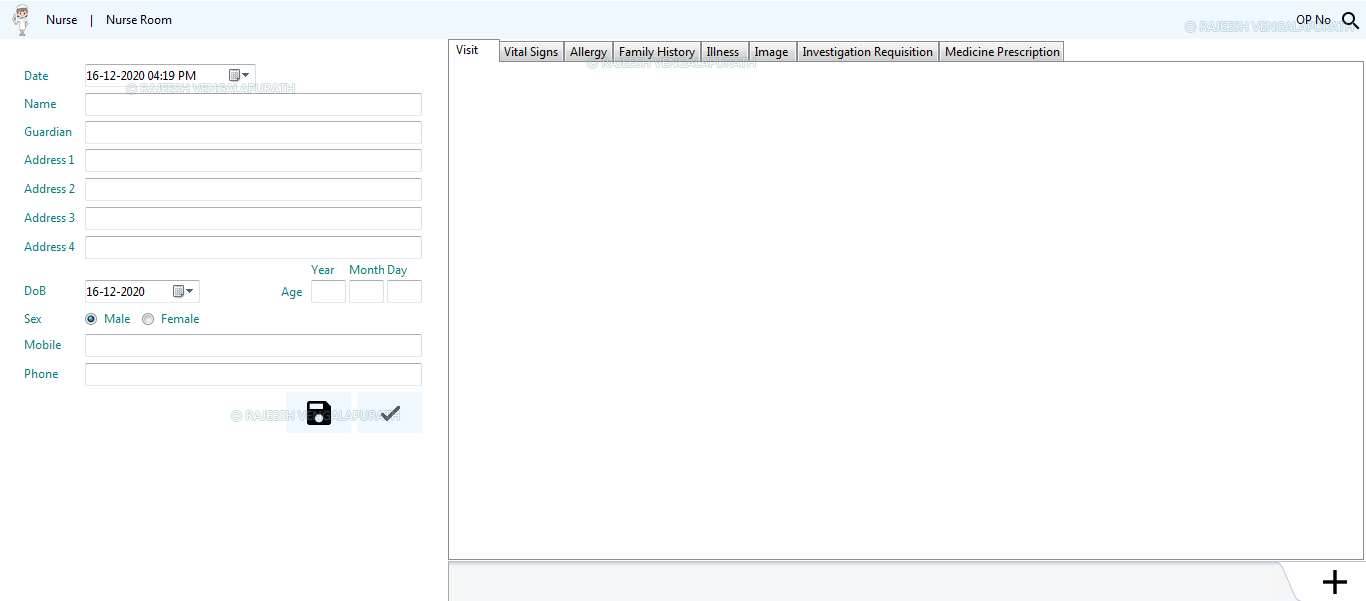 Nurse | Nurse Room
OP No
© RAJEESH VENGALAPURATH
Visit
Vital Signs
Allergy
Family History
Illness
Image
Investigation Requisition
Medicine Prescription
© RAJEESH VENGALAPURATH
Date 16-12-2020 04:19 PM
© RAJEESH VENGALAPURATH
Name
Guardian
Address 1
Address 2
Address 3
Address 4
Year Month Day
DoB 16-12-2020 Age
Sex Male Female
Mobile
Phone
© RAJEESH VENGALAPURATH